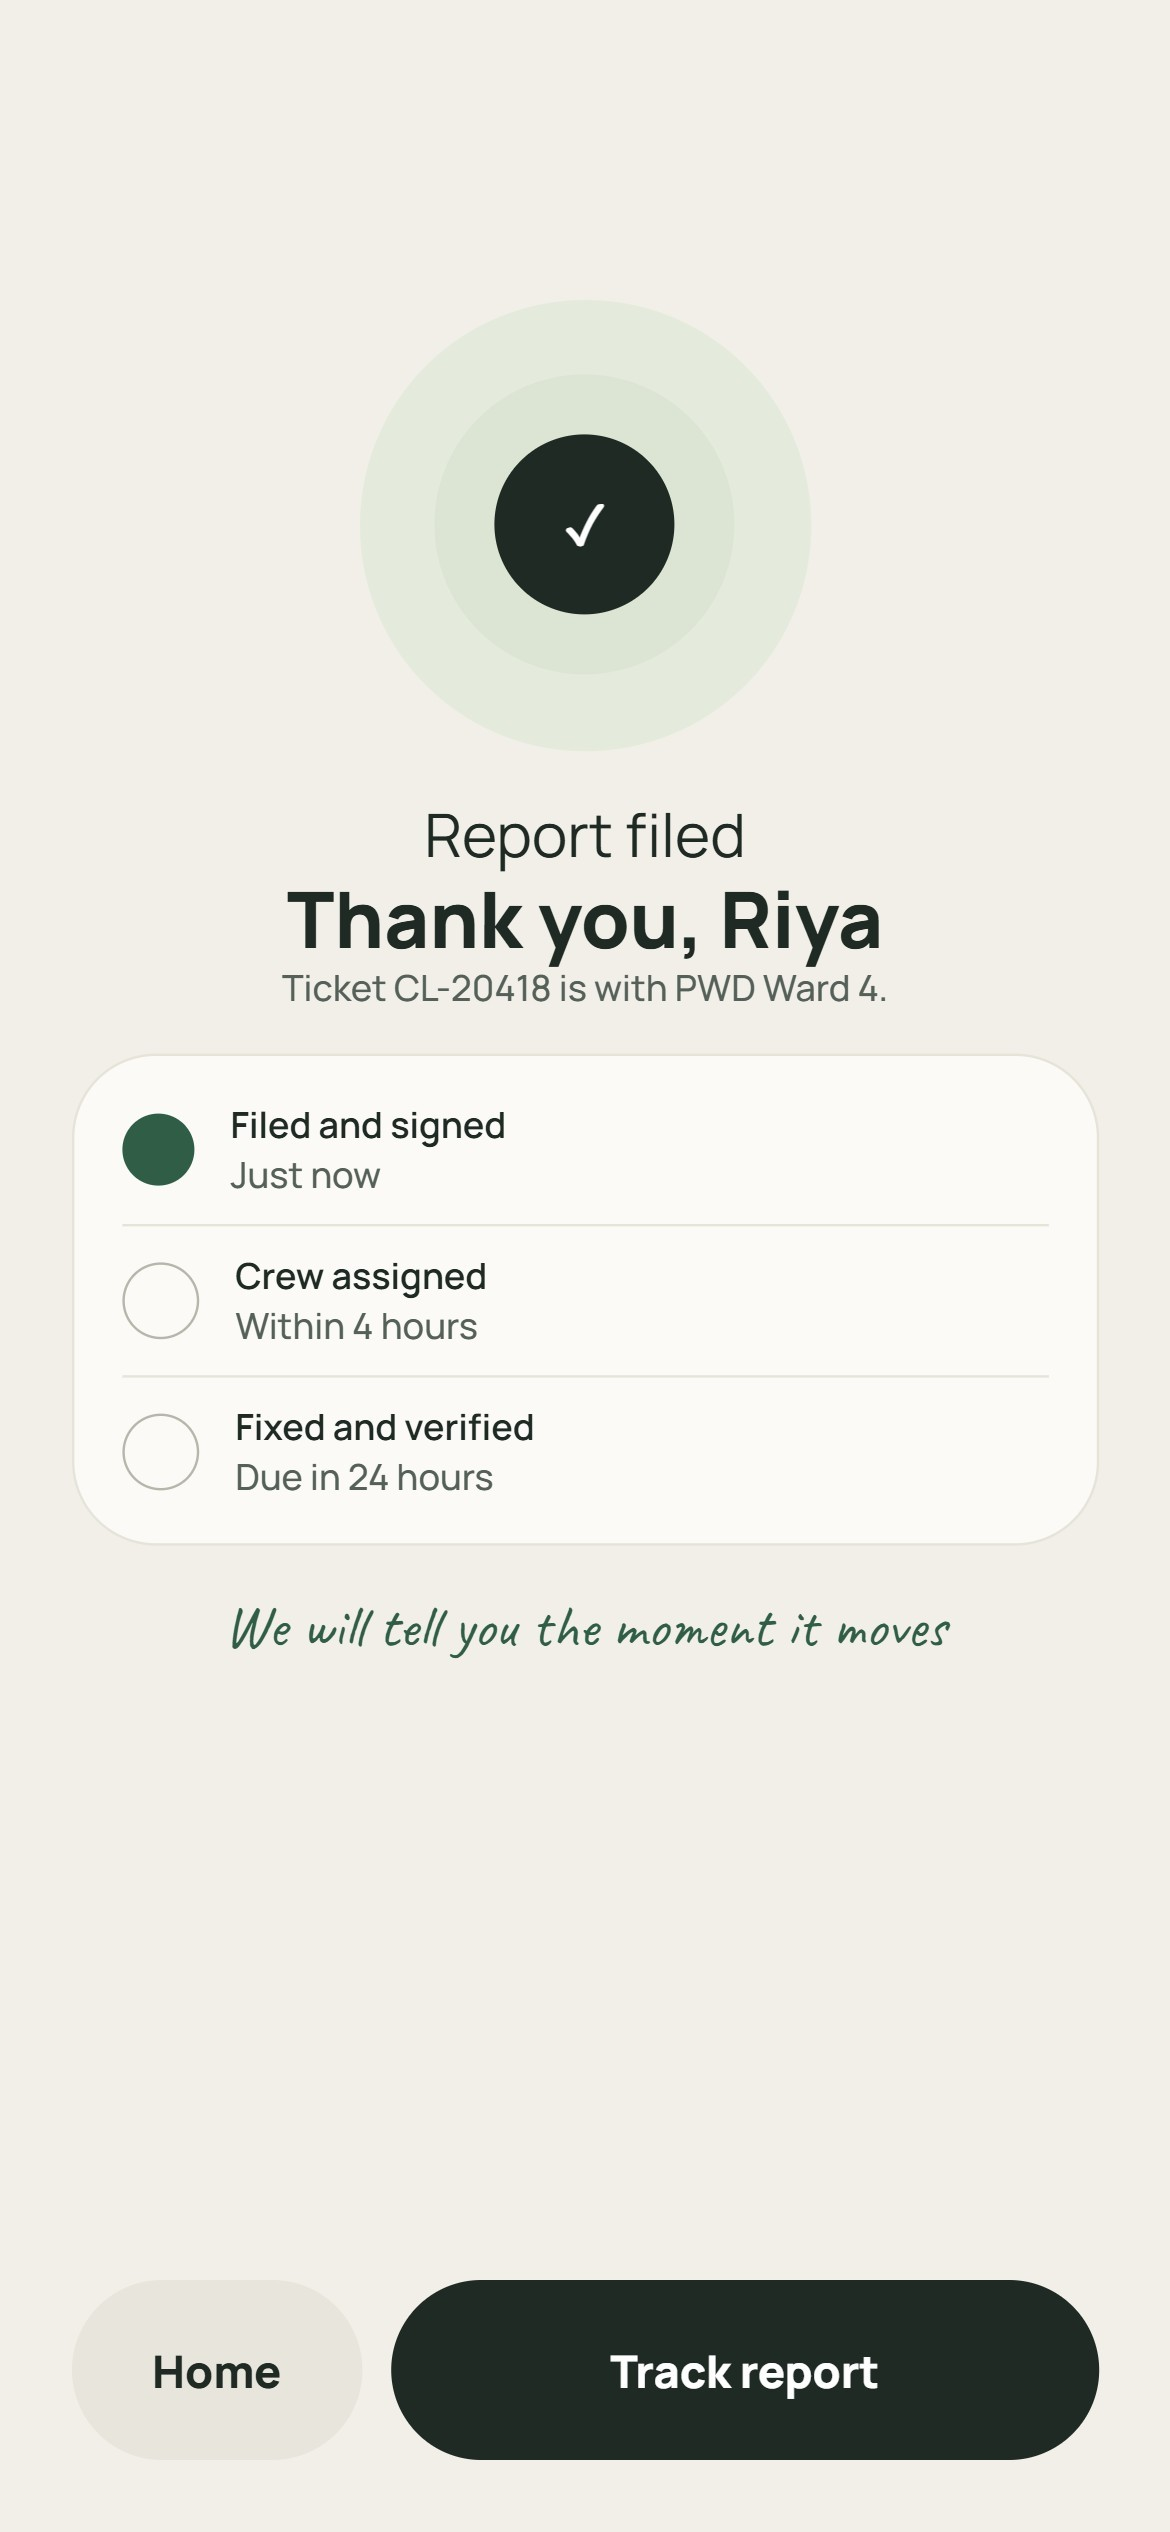 Report filed
Thank you, Riya
Ticket CL-20418 is with PWD Ward 4.
Filed and signed
Just now
Crew assigned
Within 4 hours
Fixed and verified
Due in 24 hours
We will tell you the moment it moves
Home
Track report